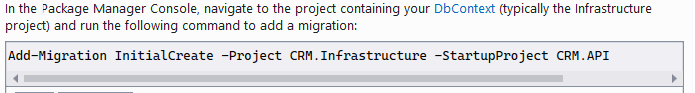 In the Package Manager Console, navigate to the project containing your DbContext (typically the Infrastructure
project) and run the following command to add a migration:
Add-Migration InitialCreate -Project CRM.Infrastructure -StartupProject CRM.API